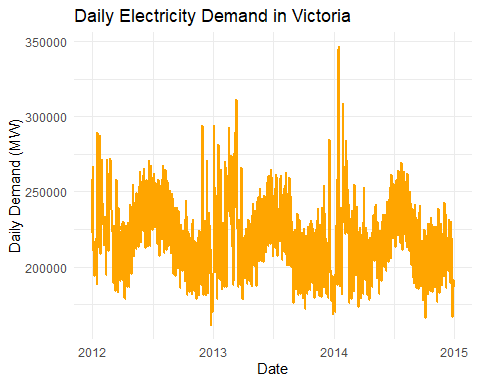 Daily Electricity Demand in Victoria
350000
300000
250000
200000
Daily Demand (MW)
2012
2013
2014
2015
Date